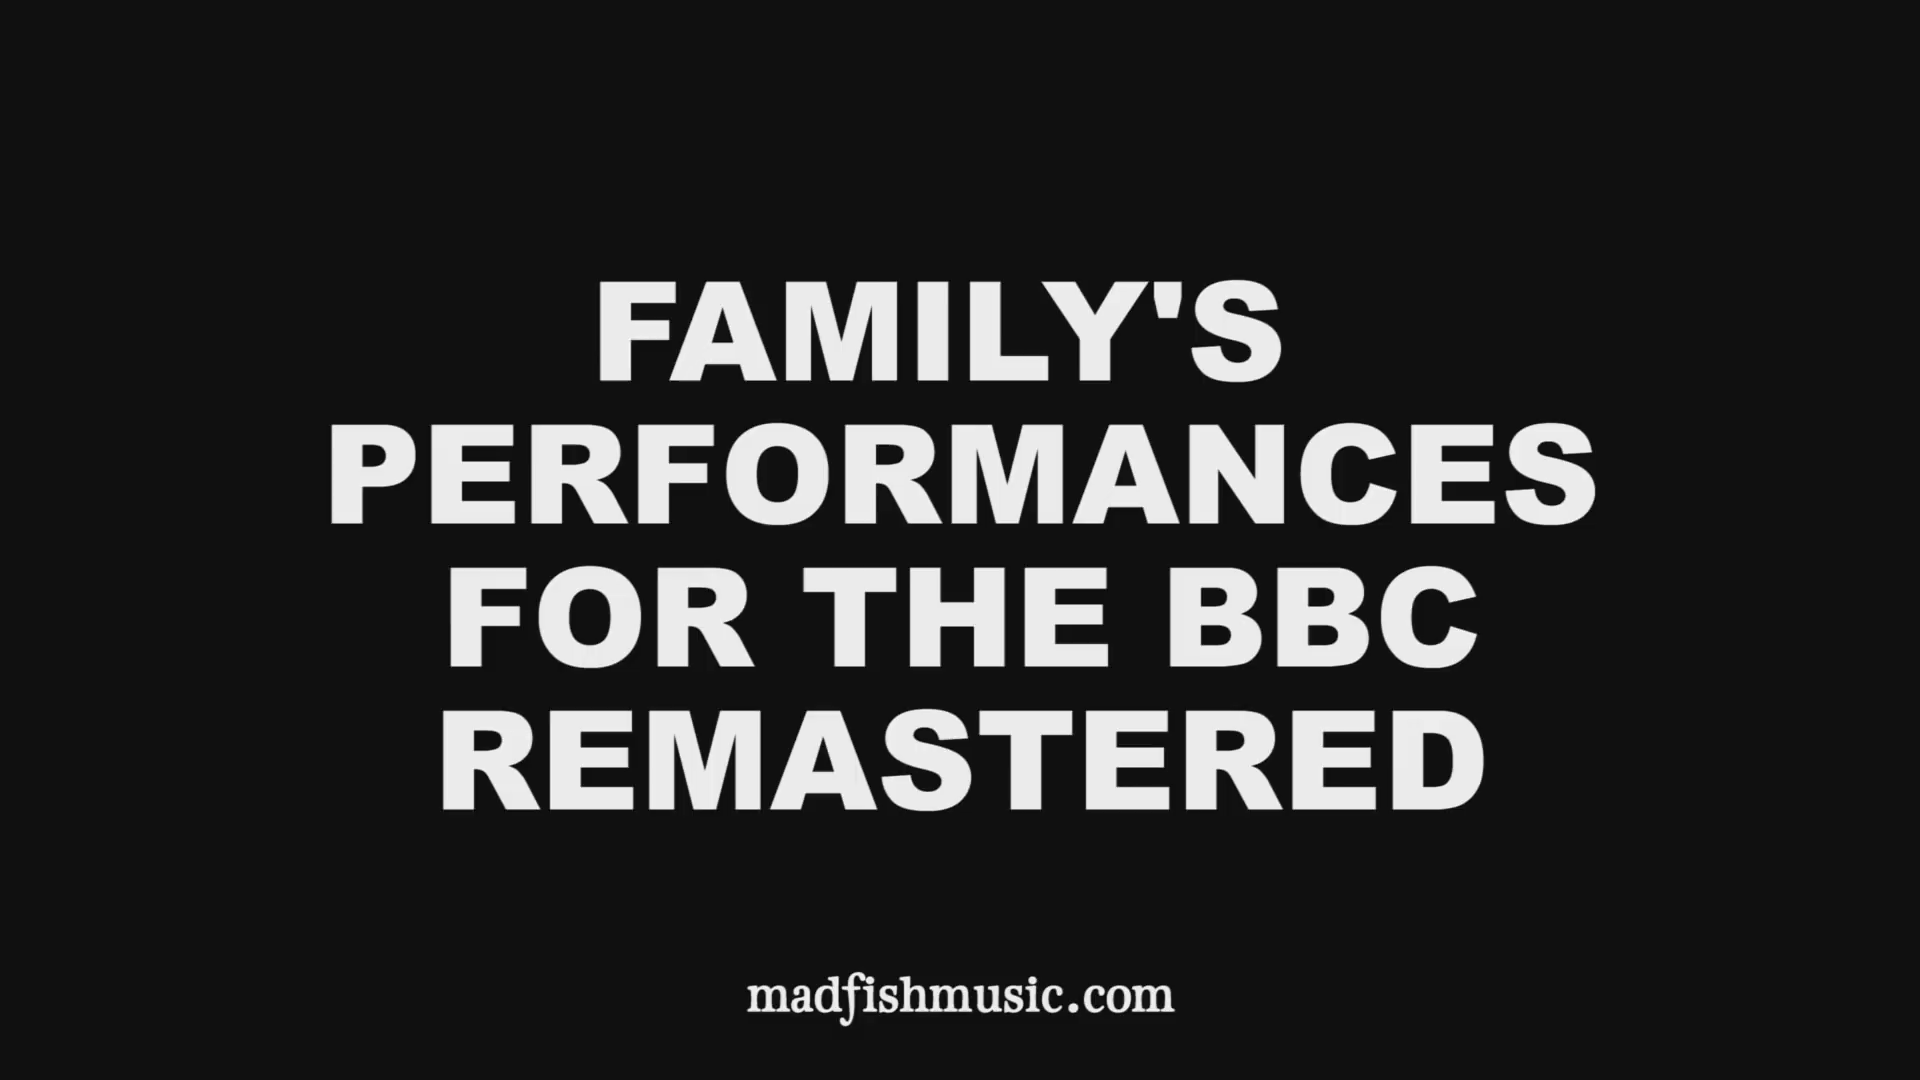 FAMILY'S
PERFORMANCES
FOR THE BBC
REMASTERED
madfishmusic.com